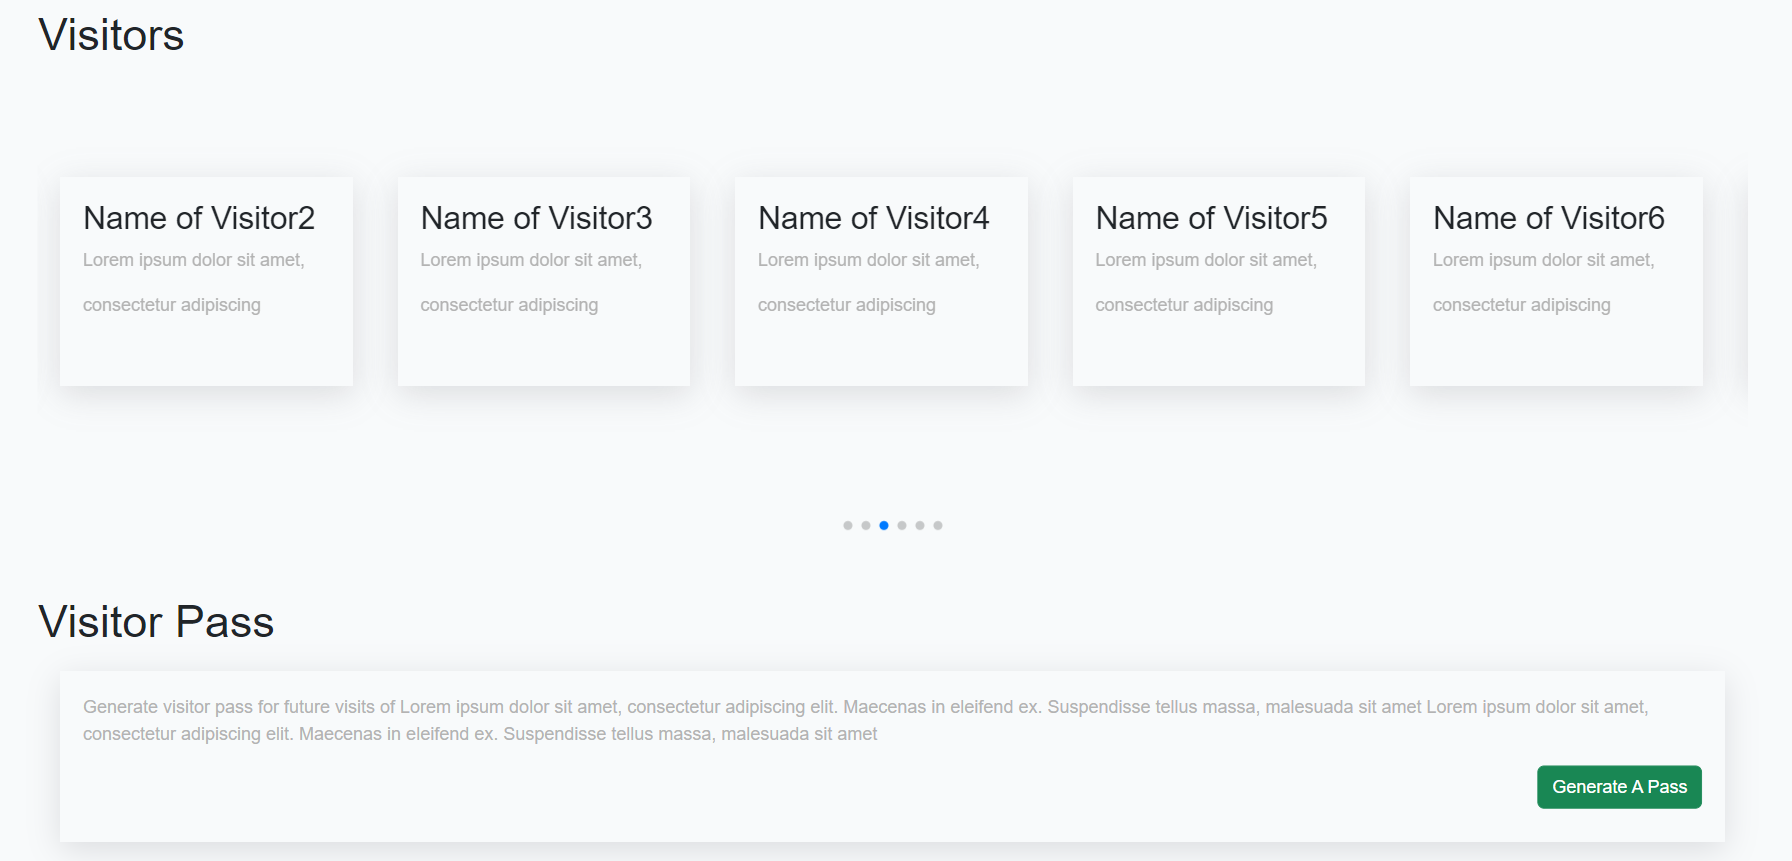 Visitors
Name of Visitor2
Lorem ipsum dolor sit amet,
consectetur adipiscing
Name of Visitor3
Lorem ipsum dolor sit amet,
consectetur adipiscing
Name of Visitor4
Lorem ipsum dolor sit amet,
consectetur adipiscing
Name of Visitor5
Lorem ipsum dolor sit amet,
consectetur adipiscing
Name of Visitor6
Lorem ipsum dolor sit amet,
consectetur adipiscing
Visitor Pass
Generate visitor pass for future visits of Lorem ipsum dolor sit amet, consectetur adipiscing elit. Maecenas in eleifend ex. Suspendisse tellus massa, malesuada sit amet Lorem ipsum dolor sit amet,
consectetur adipiscing elit. Maecenas in eleifend ex. Suspendisse tellus massa, malesuada sit amet
Generate A Pass